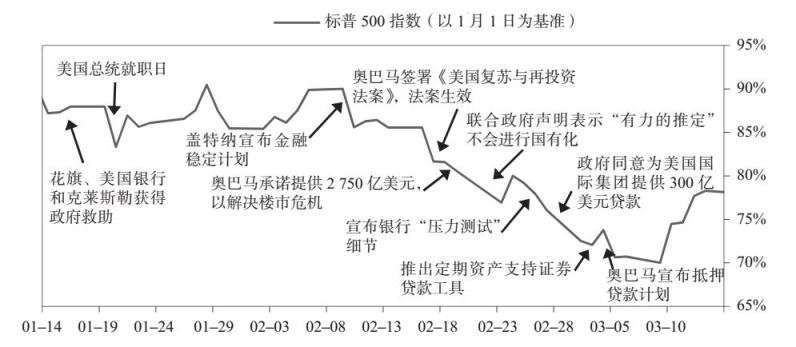 标普 500 指数（以 1 月 1 日为基准）
95%
90%
85%
80%
75%
70%
65%
美国总统就职日
花旗、美国银行
和克莱斯勒获得
政府救助
盖特纳宣布金融
稳定计划
奥巴马签署《美国复苏与再投资
法案》，法案生效
奥巴马承诺提供 2 750 亿美元，
以解决楼市危机
联合政府声明表示“有力的推定”
不会进行国有化
宣布银行“压力测试”
细节
政府同意为美国国
际集团提供 300 亿
美元贷款
推出定期资产支持证券
贷款工具
奥巴马宣布抵押
贷款计划
01–14 01–19 01–24 01–29 02–03 02–08 02–13 02–18 02–23 02–28 03–05 03–10